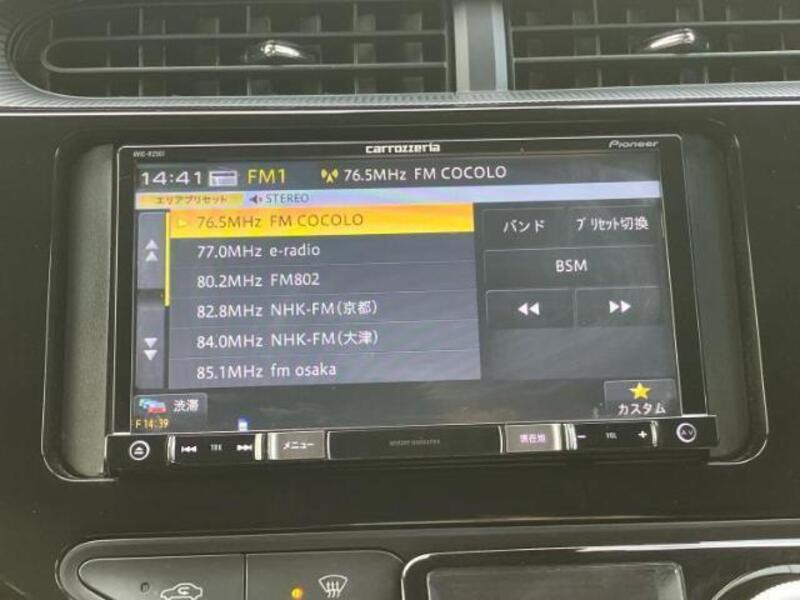 carrozzeria Pioneer
14:41 FM1 76.5MHz FM COCOLO
エリアプリセット STEREO
76.5MHz FM COCOLO
77.0MHz e-radio
80.2MHz FM802
82.8MHz NHK-FM(京都)
84.0MHz NHK-FM(大津)
85.1MHz fm osaka
バンド プリセット切換
BSM
渋滞
F 14:39
カスタム
TRK メニュー 現在地 − VOL + AV